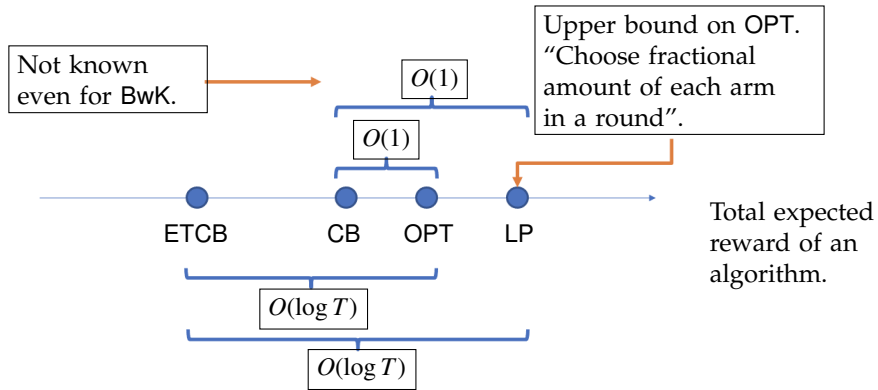 Not known
even for BwK.
O(1)
O(1)
Upper bound on OPT.
“Choose fractional
amount of each arm
in a round”.
ETCB
CB
OPT
LP
Total expected
reward of an
algorithm.
O(log T)
O(log T)